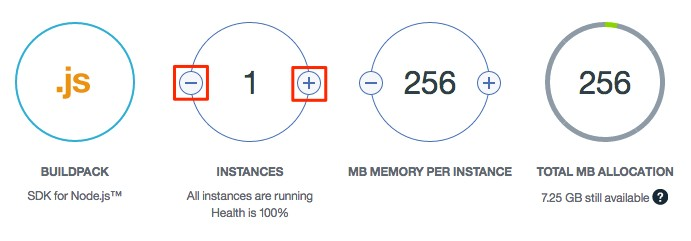 .js
1
256
256
BUILDPACK
INSTANCES
MB MEMORY PER INSTANCE
TOTAL MB ALLOCATION
SDK for Node.js™
All instances are running
Health is 100%
7.25 GB still available ?